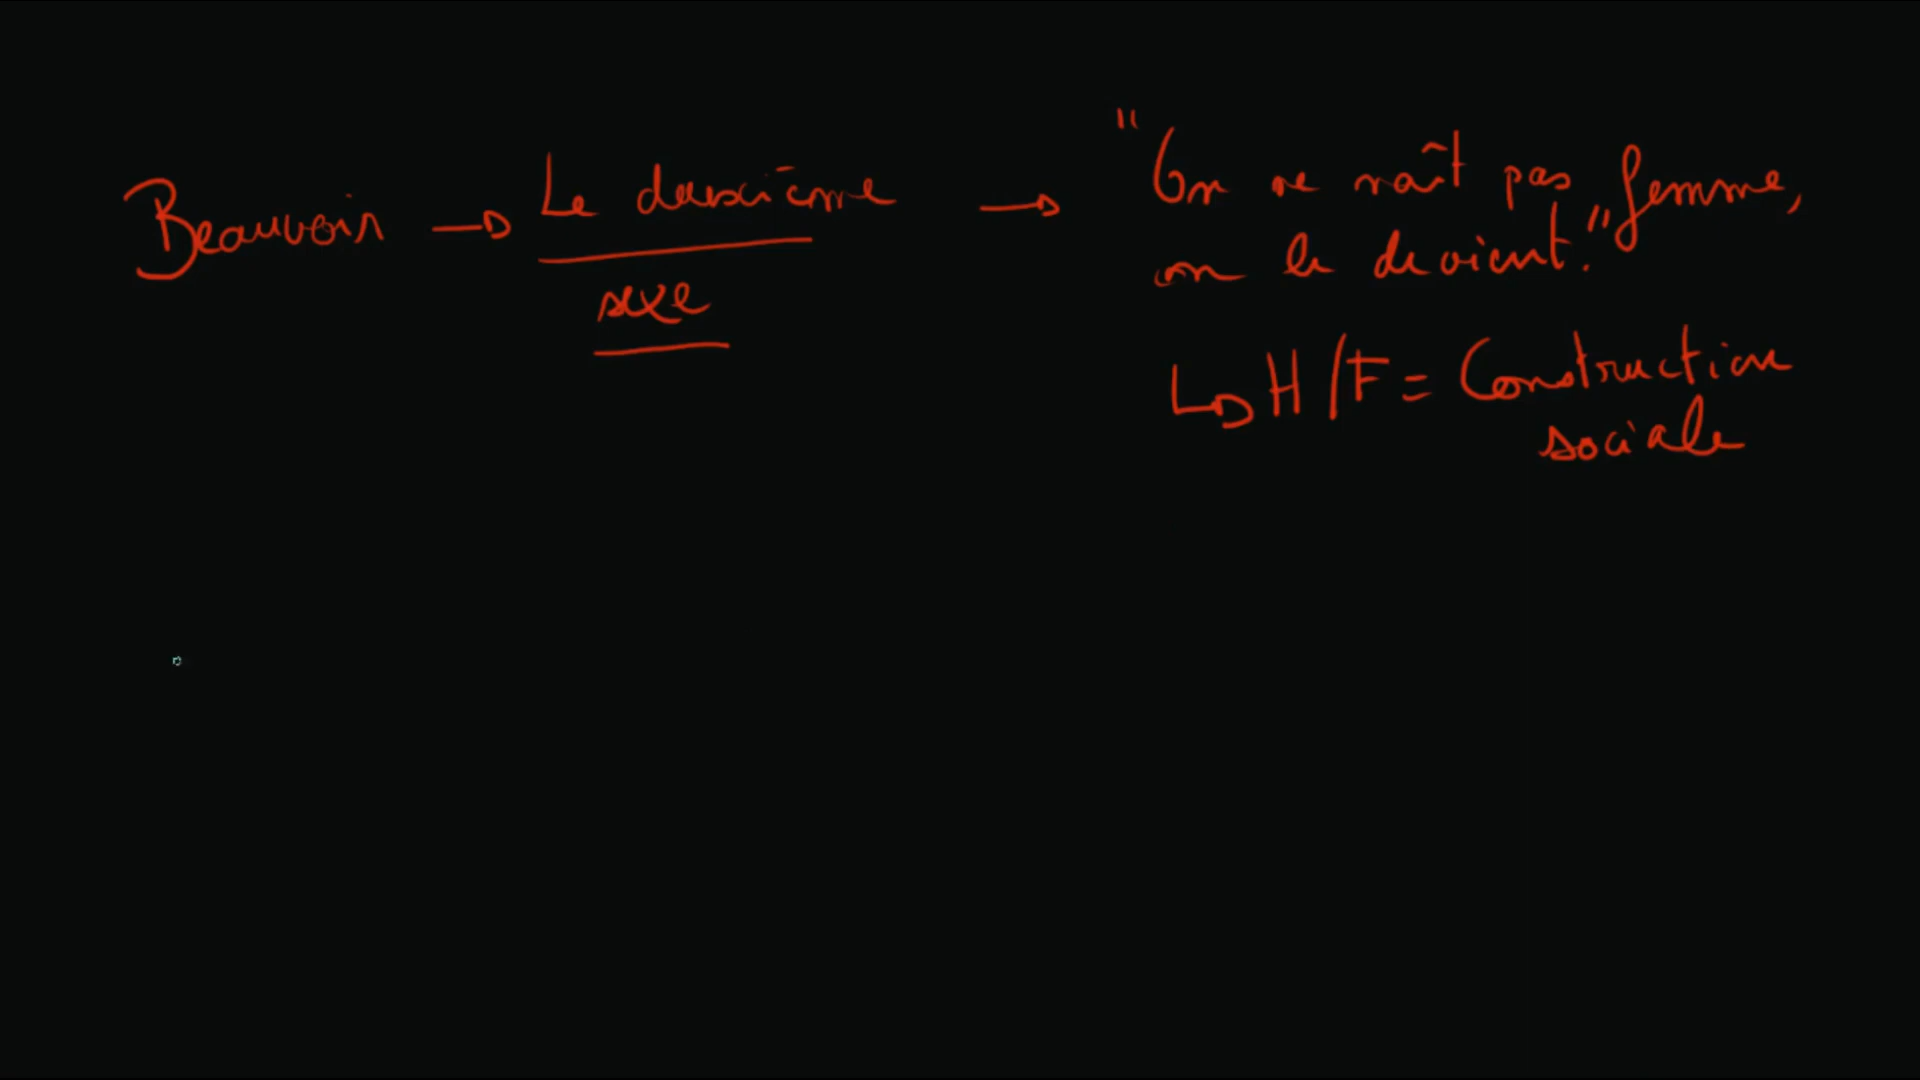 Beauvoir → Le deuxième
sexe
→ "On ne naît pas femme,
on le devient."
↳ H/F = Construction
sociale